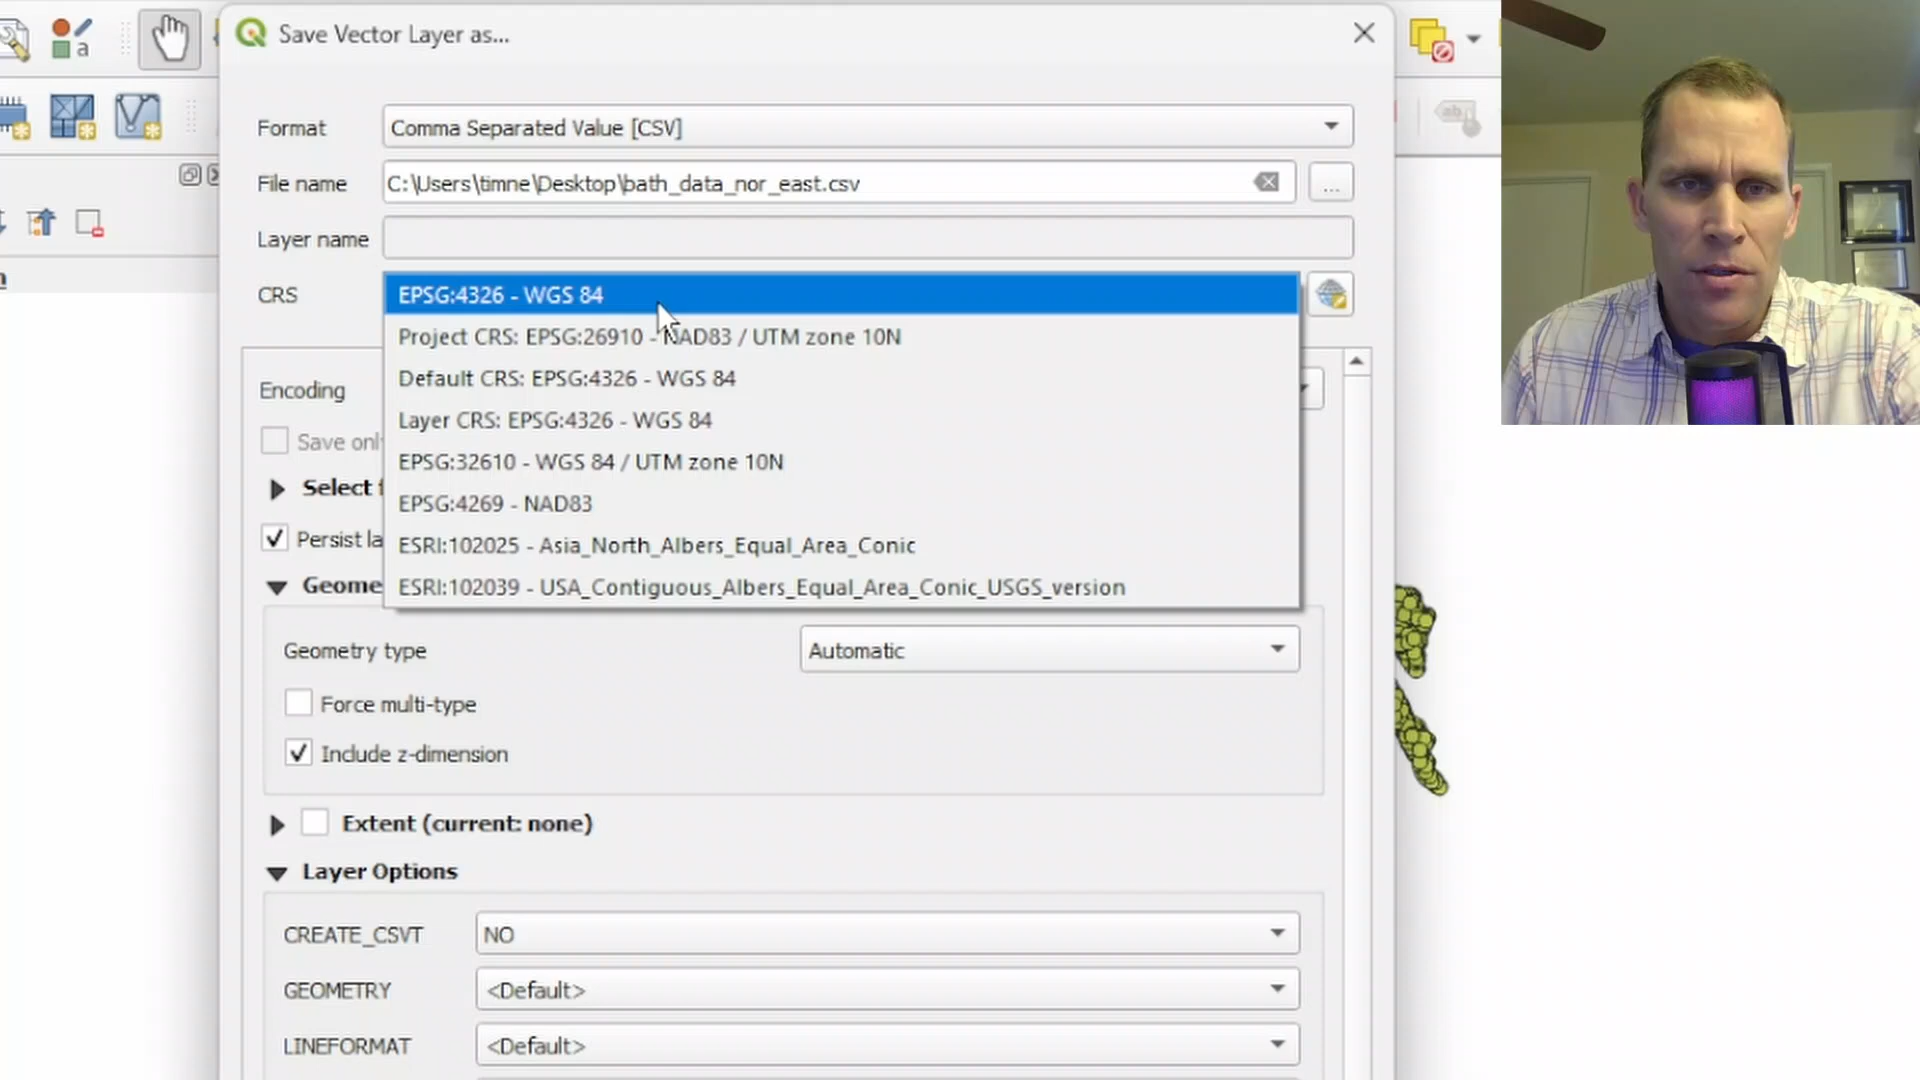 Save Vector Layer as...
Format
Comma Separated Value [CSV]
File name
C:\Users\timne\Desktop\bath_data_nor_east.csv
...
Layer name
CRS
EPSG:4326 - WGS 84
Project CRS: EPSG:26910 - NAD83 / UTM zone 10N
Default CRS: EPSG:4326 - WGS 84
Layer CRS: EPSG:4326 - WGS 84
EPSG:32610 - WGS 84 / UTM zone 10N
EPSG:4269 - NAD83
ESRI:102025 - Asia_North_Albers_Equal_Area_Conic
ESRI:102039 - USA_Contiguous_Albers_Equal_Area_Conic_USGS_version
Encoding
Save onl
Select f
Persist la
Geome
Geometry type
Automatic
Force multi-type
Include z-dimension
Extent (current: none)
Layer Options
CREATE_CSVT
NO
GEOMETRY
<Default>
LINEFORMAT
<Default>